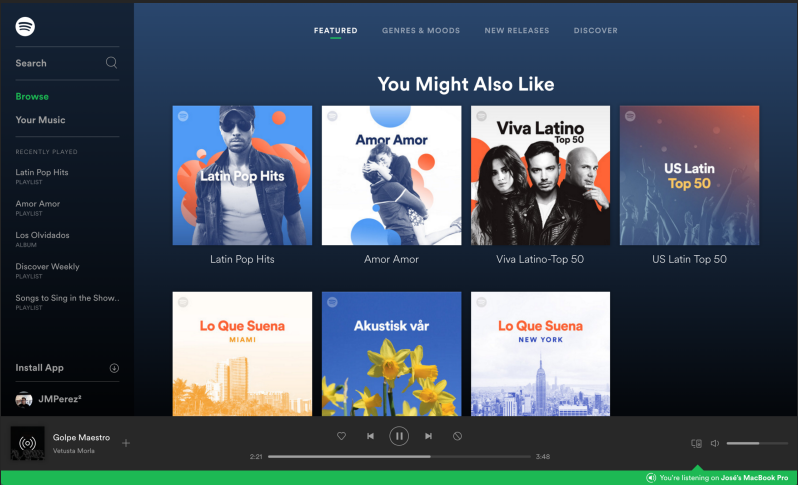 FEATURED
GENRES & MOODS
NEW RELEASES
DISCOVER
Search
Browse
Your Music
RECENTLY PLAYED
Latin Pop Hits
PLAYLIST
Amor Amor
PLAYLIST
Los Olvidados
ALBUM
Discover Weekly
PLAYLIST
Songs to Sing in the Show..
PLAYLIST
Install App
JMPerez²
You Might Also Like
Latin Pop Hits
Amor Amor
Viva Latino
Top 50
US Latin
Top 50
Latin Pop Hits
Amor Amor
Viva Latino-Top 50
US Latin Top 50
Lo Que Suena
MIAMI
Akustisk vår
Lo Que Suena
NEW YORK
Golpe Maestro
Vetusta Morla
2:21
3:48
You're listening on José's MacBook Pro